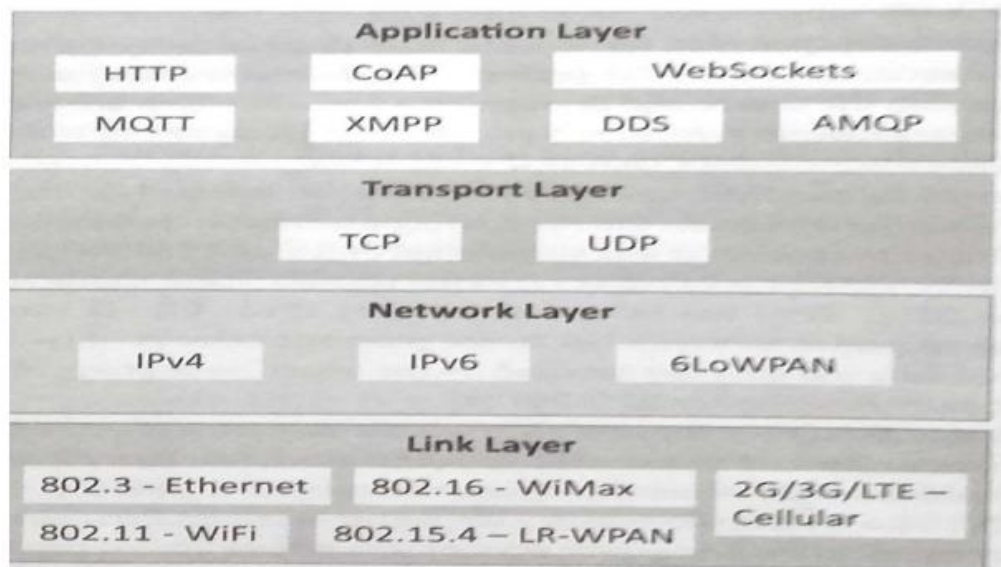 Application Layer
HTTP CoAP WebSockets
MQTT XMPP DDS AMQP
Transport Layer
TCP UDP
Network Layer
IPv4 IPv6 6LoWPAN
Link Layer
802.3 - Ethernet 802.16 - WiMax 2G/3G/LTE –
Cellular
802.11 - WiFi 802.15.4 – LR-WPAN